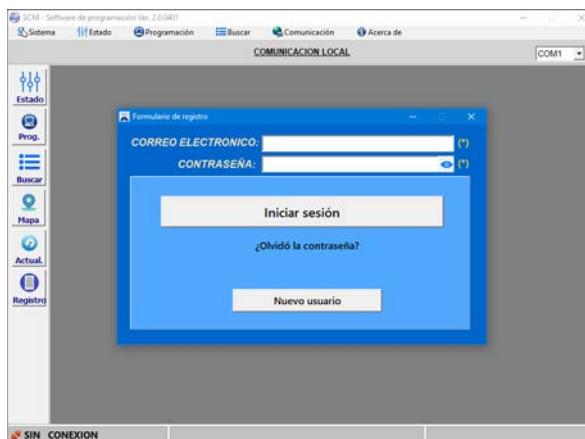 SCM - Software de programación Ver. 2.0.0401
Sistema Estado Programación Buscar Comunicación Acerca de
COMUNICACION LOCAL
COM1
Estado
Prog.
Buscar
Mapa
Actual.
Registro
Formulario de registro
CORREO ELECTRONICO: (*)
CONTRASEÑA: (*)
Iniciar sesión
¿Olvidó la contraseña?
Nuevo usuario
SIN CONEXION